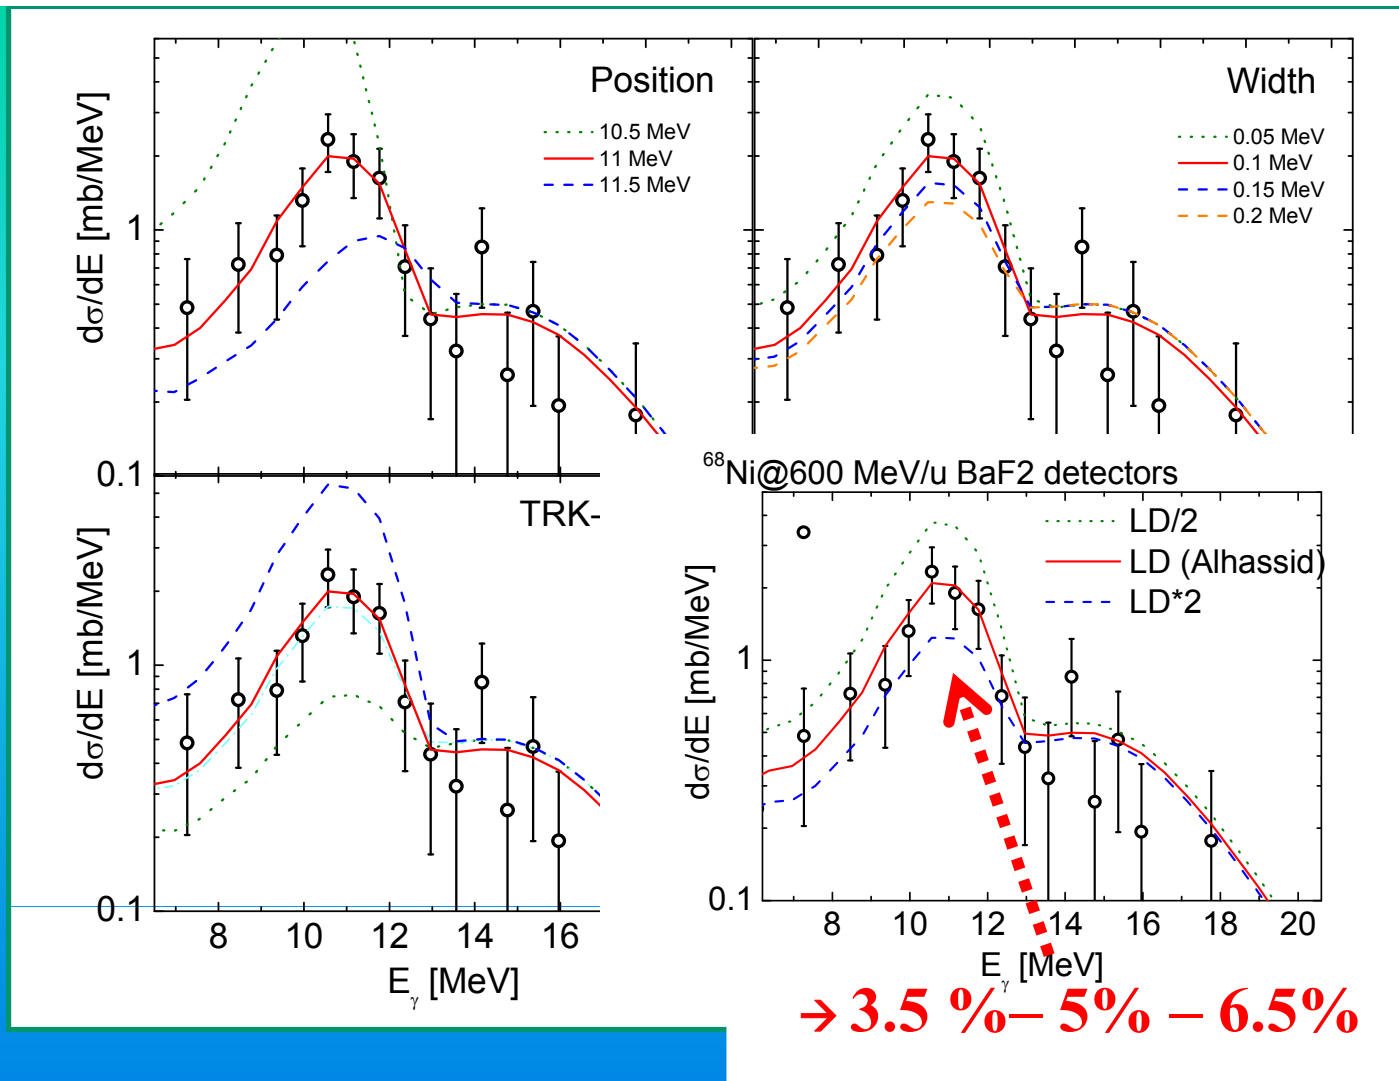 Position
10.5 MeV
11 MeV
11.5 MeV
dσ/dE [mb/MeV]
1
0.1
Width
0.05 MeV
0.1 MeV
0.15 MeV
0.2 MeV
TRK-
dσ/dE [mb/MeV]
1
0.1
8 10 12 14 16
Eγ [MeV]
68Ni@600 MeV/u BaF2 detectors
LD/2
LD (Alhassid)
LD*2
dσ/dE [mb/MeV]
1
0.1
8 10 12 14 16 18 20
Eγ [MeV]
→ 3.5 %– 5% – 6.5%